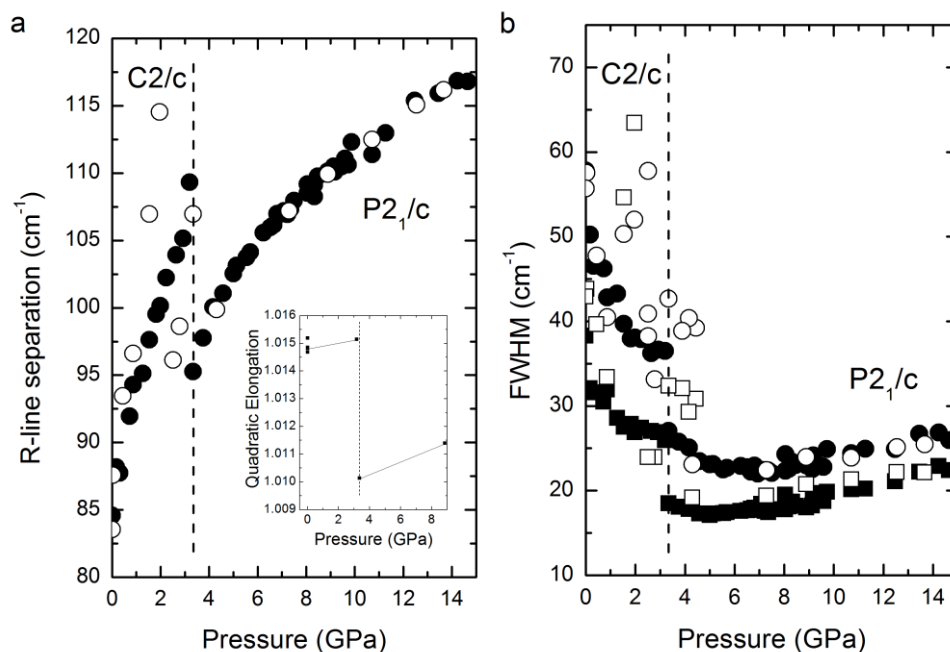 a
C2/c
P2₁/c
R-line separation (cm⁻¹)
120
115
110
105
100
95
90
85
80
0 2 4 6 8 10 12 14
Pressure (GPa)
Quadratic Elongation
1.016
1.015
1.014
1.013
1.012
1.011
1.010
1.009
0 2 4 6 8
Pressure (GPa)
b
C2/c
P2₁/c
FWHM (cm⁻¹)
70
60
50
40
30
20
10
0 2 4 6 8 10 12 14
Pressure (GPa)